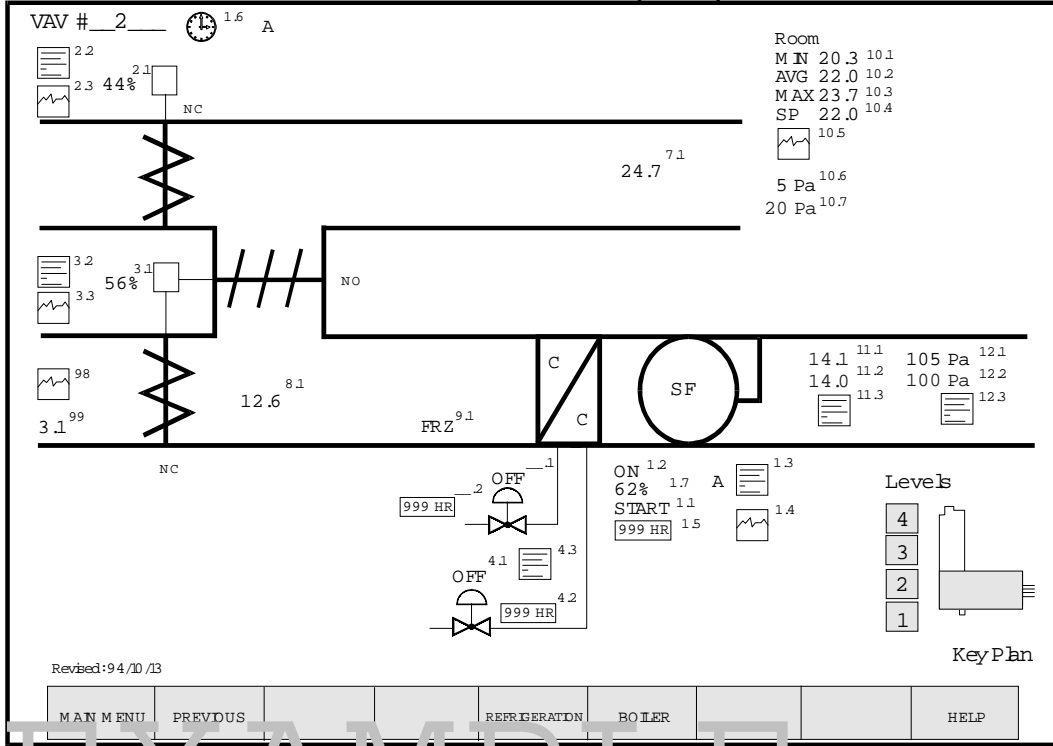 VAV #__2___ 1.6 A
2.2
2.1
2.3 44%
NC
Room
MIN 20.3 10.1
AVG 22.0 10.2
MAX 23.7 10.3
SP 22.0 10.4
10.5
5 Pa 10.6
20 Pa 10.7
24.7 7.1
3.2
56% 3.1
3.3
NO
98
3.1 99
12.6 8.1
FRZ 9.1
C
C
SF
14.1 11.1
14.0 11.2
11.3
105 Pa 12.1
100 Pa 12.2
12.3
NC
OFF __.1
999 HR __.2
ON 1.2
62% 1.7 A 1.3
START 1.1
999 HR 1.5
1.4
OFF 4.1
4.3
999 HR 4.2
Levels
4
3
2
1
Key Plan
Revised:94/10/13
MAIN MENU PREVIOUS REFRIGERATION BOILER HELP
EXAMPLE